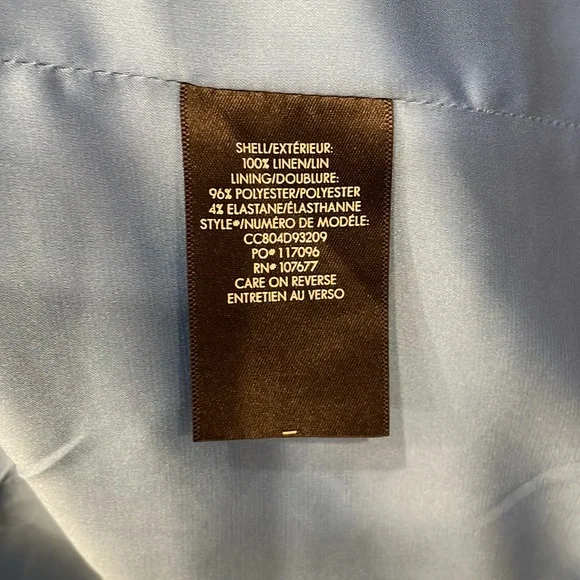 SHELL/EXTÉRIEUR:
100% LINEN/LIN
LINING/DOUBLURE:
96% POLYESTER/POLYESTER
4% ELASTANE/ÉLASTHANNE
STYLE#/NUMÉRO DE MODÉLE:
CC804D93209
PO# 117096
RN# 107677
CARE ON REVERSE
ENTRETIEN AU VERSO